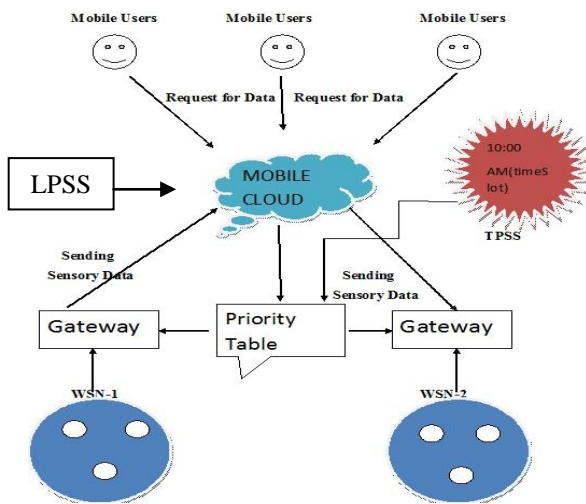 Mobile Users
Mobile Users
Mobile Users
Request for Data
Request for Data
LPSS
MOBILE
CLOUD
10:00
AM(timeS
lot)
TPSS
Sending
Sensory Data
Sending
Sensory Data
Gateway
Priority
Table
Gateway
WSN-1
WSN-2